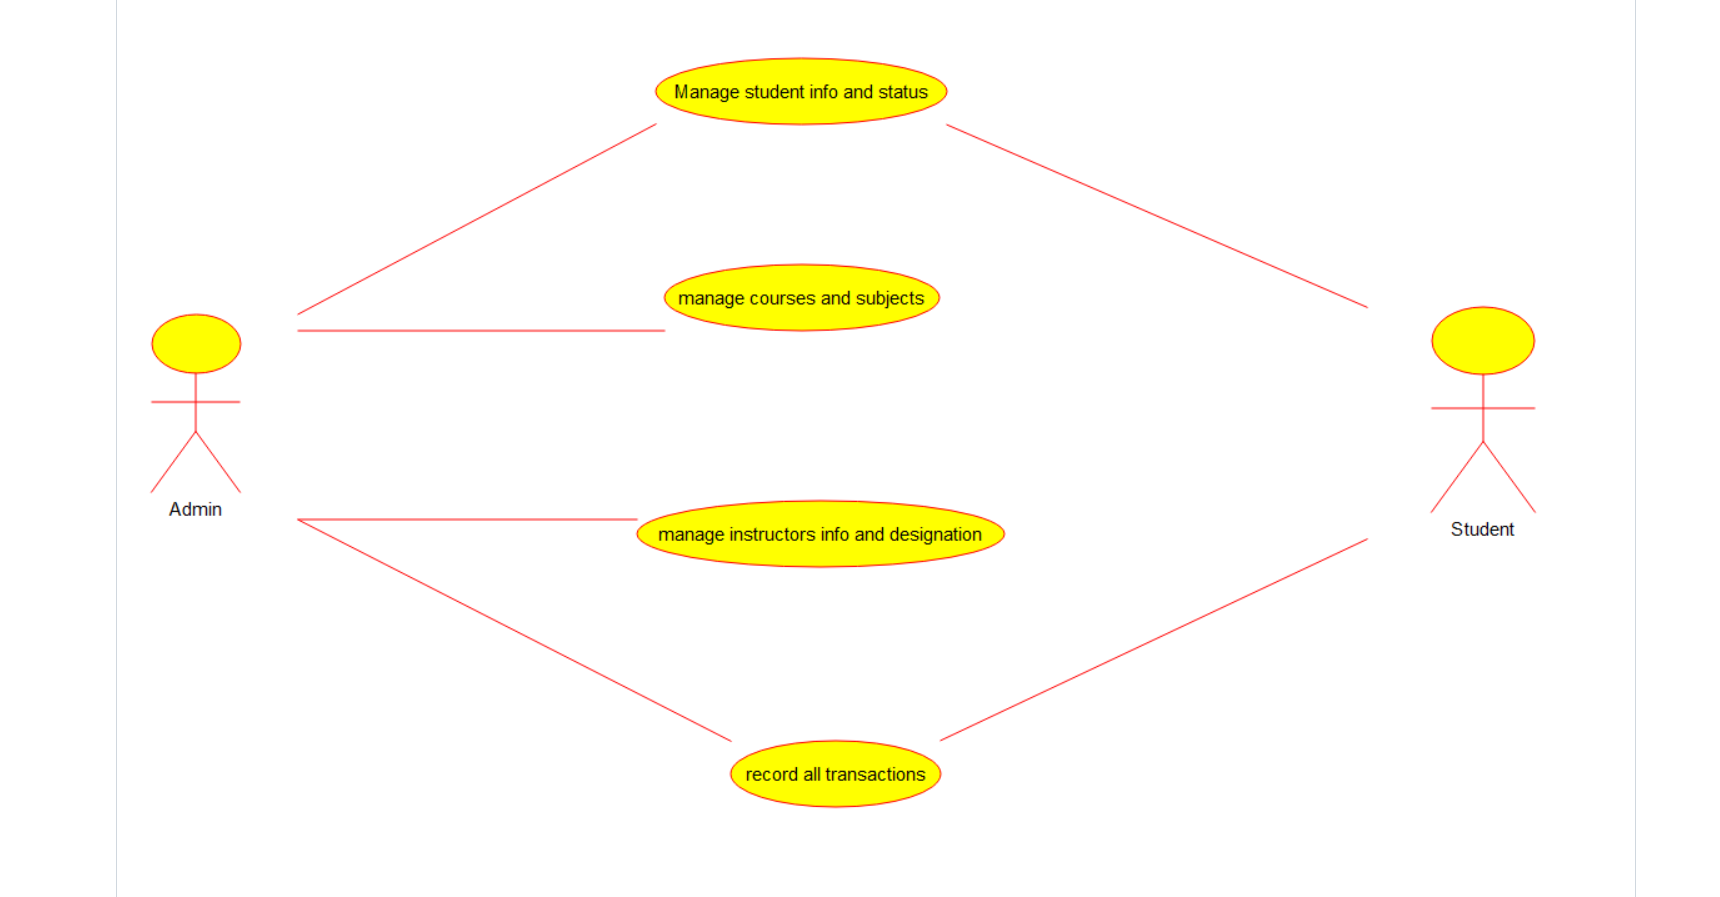 Manage student info and status
manage courses and subjects
Admin
manage instructors info and designation
Student
record all transactions